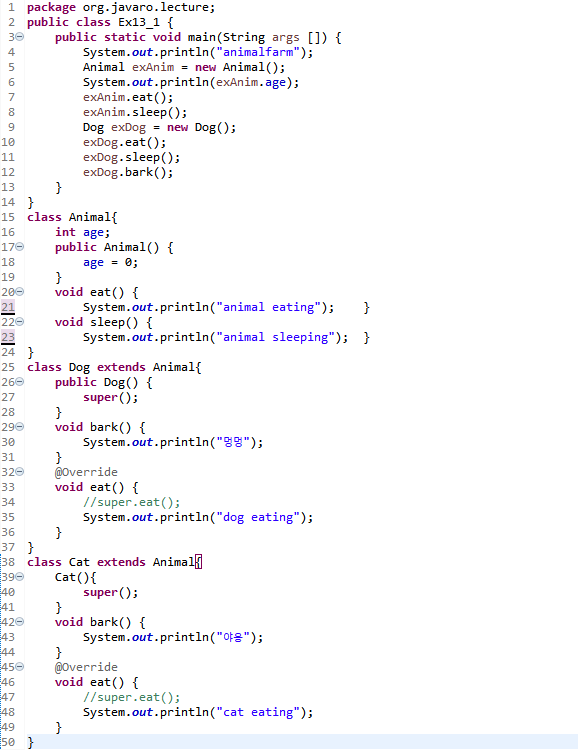 1 package org.javaro.lecture;
2 public class Ex13_1 {
3 public static void main(String args []) {
4 System.out.println("animalfarm");
5 Animal exAnim = new Animal();
6 System.out.println(exAnim.age);
7 exAnim.eat();
8 exAnim.sleep();
9 Dog exDog = new Dog();
10 exDog.eat();
11 exDog.sleep();
12 exDog.bark();
13 }
14 }
15 class Animal{
16 int age;
17 public Animal() {
18 age = 0;
19 }
20 void eat() {
21 System.out.println("animal eating"); }
22 void sleep() {
23 System.out.println("animal sleeping"); }
24 }
25 class Dog extends Animal{
26 public Dog() {
27 super();
28 }
29 void bark() {
30 System.out.println("멍멍");
31 }
32 @Override
33 void eat() {
34 //super.eat();
35 System.out.println("dog eating");
36 }
37 }
38 class Cat extends Animal{
39 Cat(){
40 super();
41 }
42 void bark() {
43 System.out.println("야옹");
44 }
45 @Override
46 void eat() {
47 //super.eat();
48 System.out.println("cat eating");
49 }
50 }